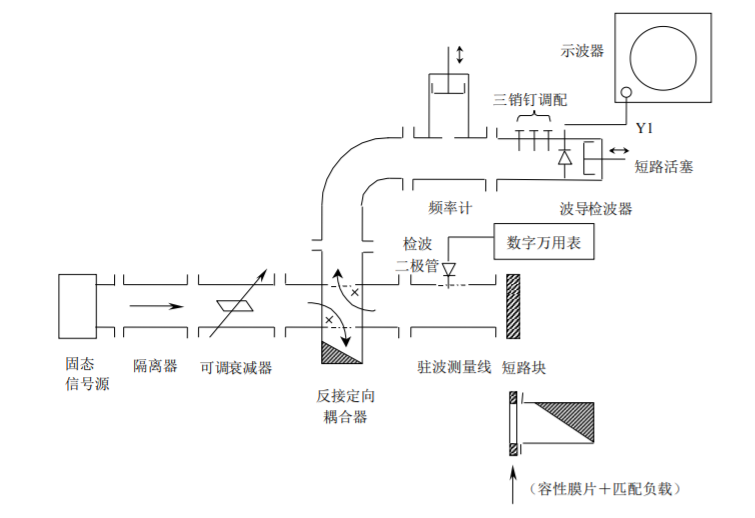 示波器
三销钉调配
Y1
短路活塞
频率计
波导检波器
检波
二极管
数字万用表
固态
信号源
隔离器
可调衰减器
反接定向
耦合器
驻波测量线
短路块
（容性膜片＋匹配负载）